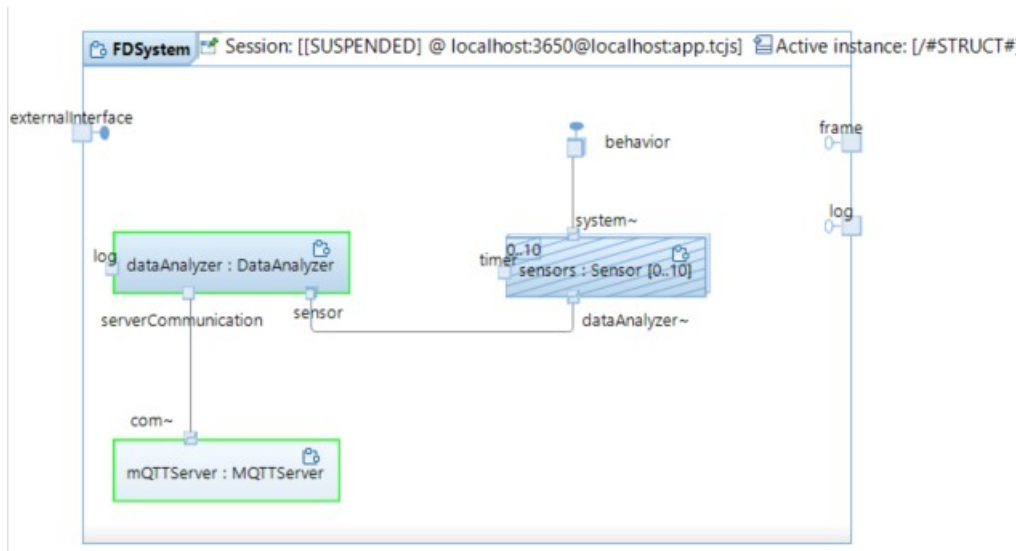 FDSystem Session: [[SUSPENDED] @ localhost:3650@localhost:app.tcjs] Active instance: [/#STRUCT#]
externalInterface
frame
behavior
system~
log
log
0..10
timer
dataAnalyzer : DataAnalyzer
sensors : Sensor [0..10]
serverCommunication
sensor
dataAnalyzer~
com~
mQTTServer : MQTTServer